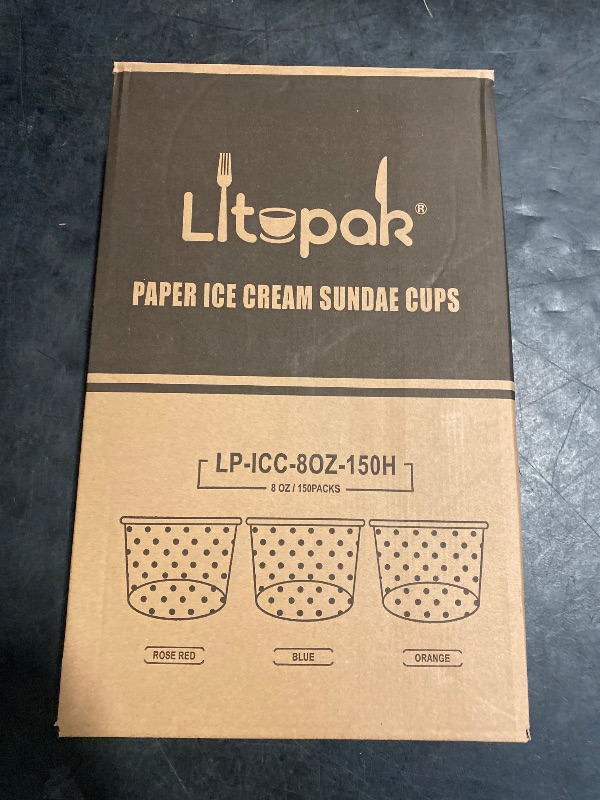 Litopak®
PAPER ICE CREAM SUNDAE CUPS
LP-ICC-8OZ-150H
8 OZ / 150PACKS
ROSE RED
BLUE
ORANGE